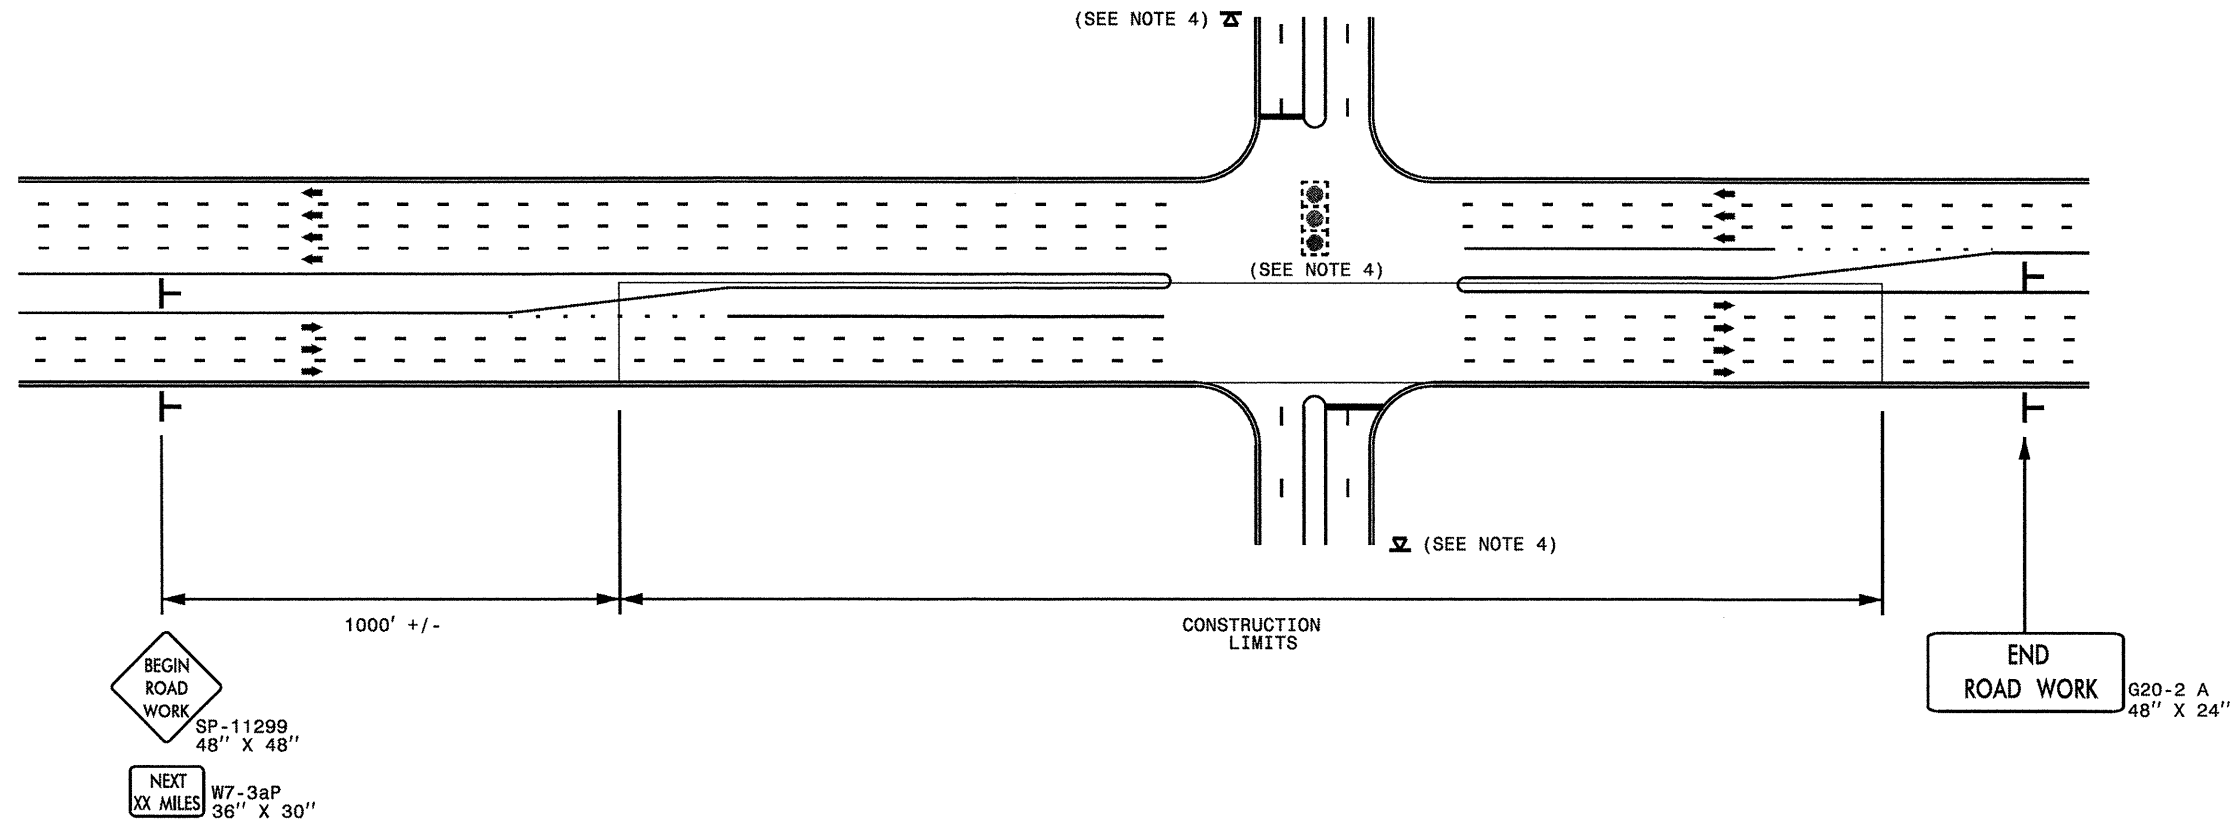 (SEE NOTE 4)
(SEE NOTE 4)
(SEE NOTE 4)
1000' +/-
CONSTRUCTION
LIMITS
BEGIN
ROAD
WORK
SP-11299
48" X 48"
NEXT
XX MILES
W7-3aP
36" X 30"
END
ROAD WORK
G20-2 A
48" X 24"